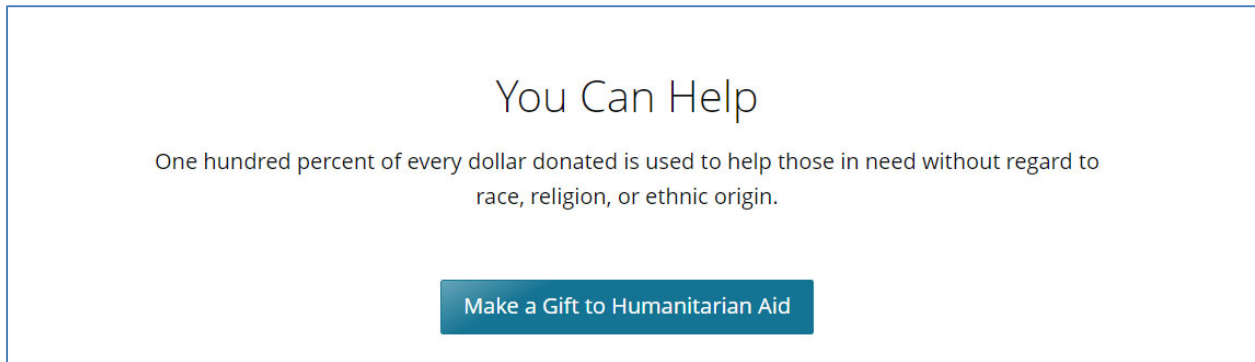 You Can Help
One hundred percent of every dollar donated is used to help those in need without regard to
race, religion, or ethnic origin.
Make a Gift to Humanitarian Aid